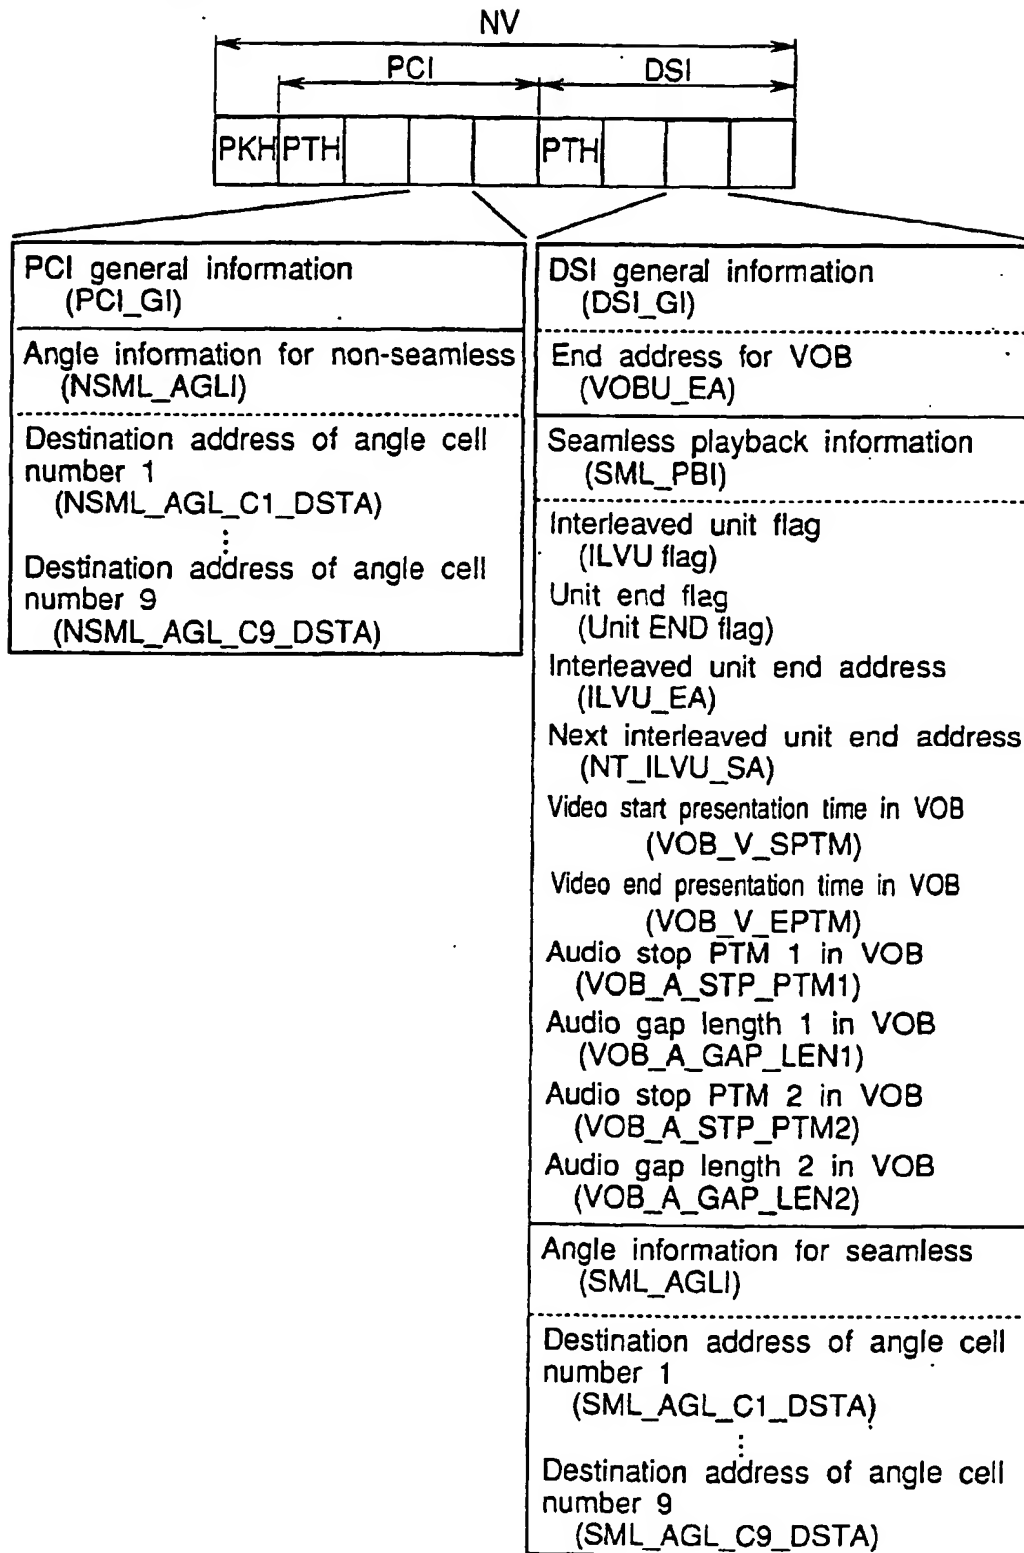 NV
PCI
DSI
PKH
PTH
PTH
PCI general information
(PCI_GI)
Angle information for non-seamless
(NSML_AGLI)
Destination address of angle cell
number 1
(NSML_AGL_C1_DSTA)
⋮
Destination address of angle cell
number 9
(NSML_AGL_C9_DSTA)
DSI general information
(DSI_GI)
End address for VOB
(VOBU_EA)
Seamless playback information
(SML_PBI)
Interleaved unit flag
(ILVU flag)
Unit end flag
(Unit END flag)
Interleaved unit end address
(ILVU_EA)
Next interleaved unit end address
(NT_ILVU_SA)
Video start presentation time in VOB
(VOB_V_SPTM)
Video end presentation time in VOB
(VOB_V_EPTM)
Audio stop PTM 1 in VOB
(VOB_A_STP_PTM1)
Audio gap length 1 in VOB
(VOB_A_GAP_LEN1)
Audio stop PTM 2 in VOB
(VOB_A_STP_PTM2)
Audio gap length 2 in VOB
(VOB_A_GAP_LEN2)
Angle information for seamless
(SML_AGLI)
Destination address of angle cell
number 1
(SML_AGL_C1_DSTA)
⋮
Destination address of angle cell
number 9
(SML_AGL_C9_DSTA)